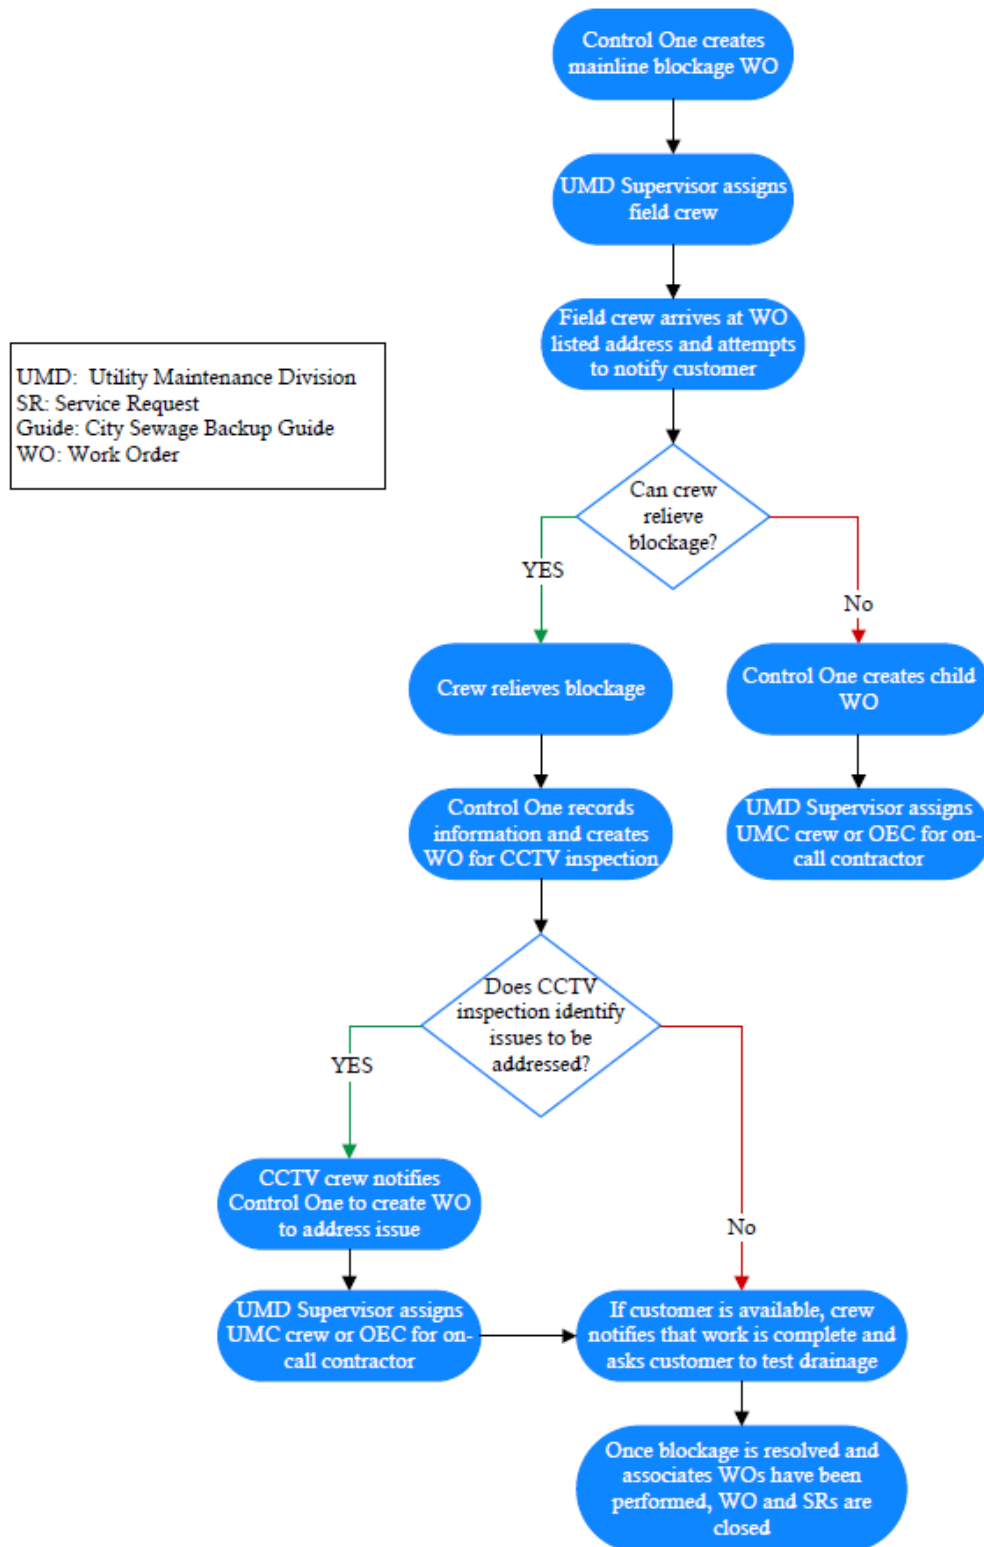 Control One creates
mainline blockage WO
UMD Supervisor assigns
field crew
Field crew arrives at WO
listed address and attempts
to notify customer
UMD:  Utility Maintenance Division
SR: Service Request
Guide: City Sewage Backup Guide
WO: Work Order
Can crew
relieve
blockage?
YES
No
Crew relieves blockage
Control One creates child
WO
Control One records
information and creates
WO for CCTV inspection
UMD Supervisor assigns
UMC crew or OEC for on-
call contractor
Does CCTV
inspection identify
issues to be
addressed?
YES
No
CCTV crew notifies
Control One to create WO
to address issue
UMD Supervisor assigns
UMC crew or OEC for on-
call contractor
If customer is available, crew
notifies that work is complete and
asks customer to test drainage
Once blockage is resolved and
associates WOs have been
performed, WO and SRs are
closed